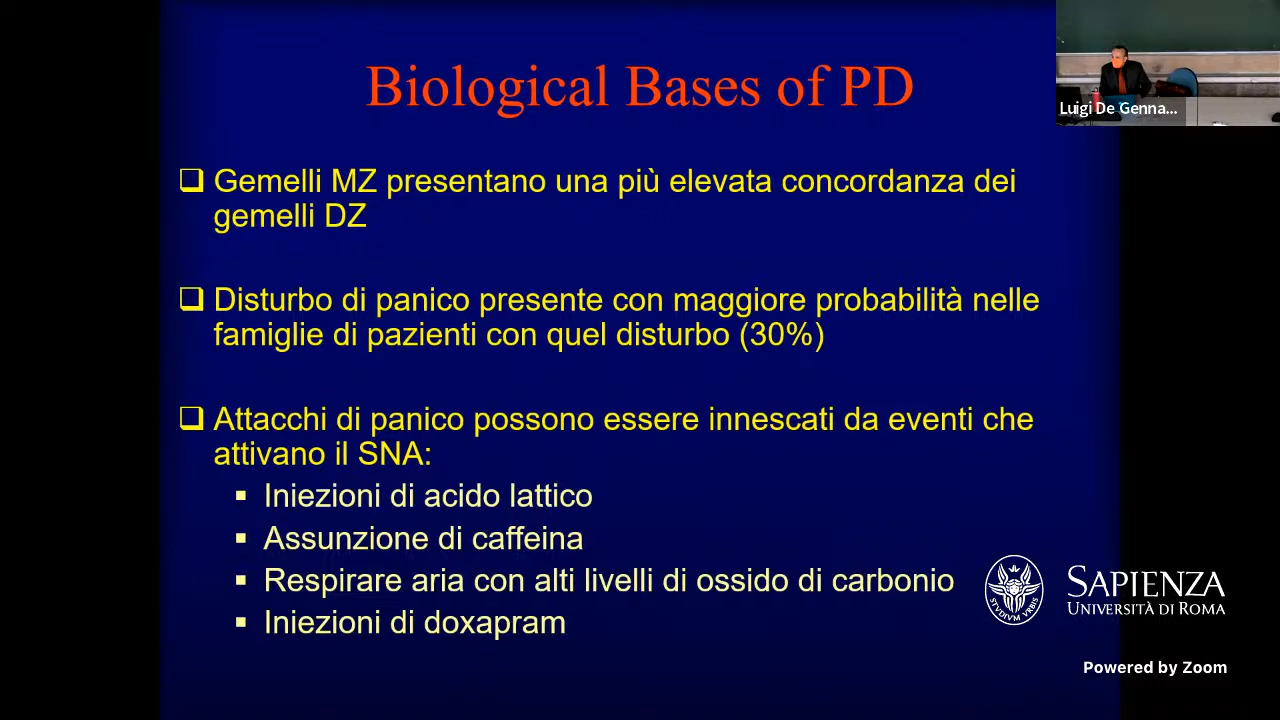 Biological Bases of PD
Luigi De Genna...
❑ Gemelli MZ presentano una più elevata concordanza dei
gemelli DZ
❑ Disturbo di panico presente con maggiore probabilità nelle
famiglie di pazienti con quel disturbo (30%)
❑ Attacchi di panico possono essere innescati da eventi che
attivano il SNA:
▪ Iniezioni di acido lattico
▪ Assunzione di caffeina
▪ Respirare aria con alti livelli di ossido di carbonio
▪ Iniezioni di doxapram
STVDIVM VRBIS
SAPIENZA
UNIVERSITÀ DI ROMA
Powered by Zoom